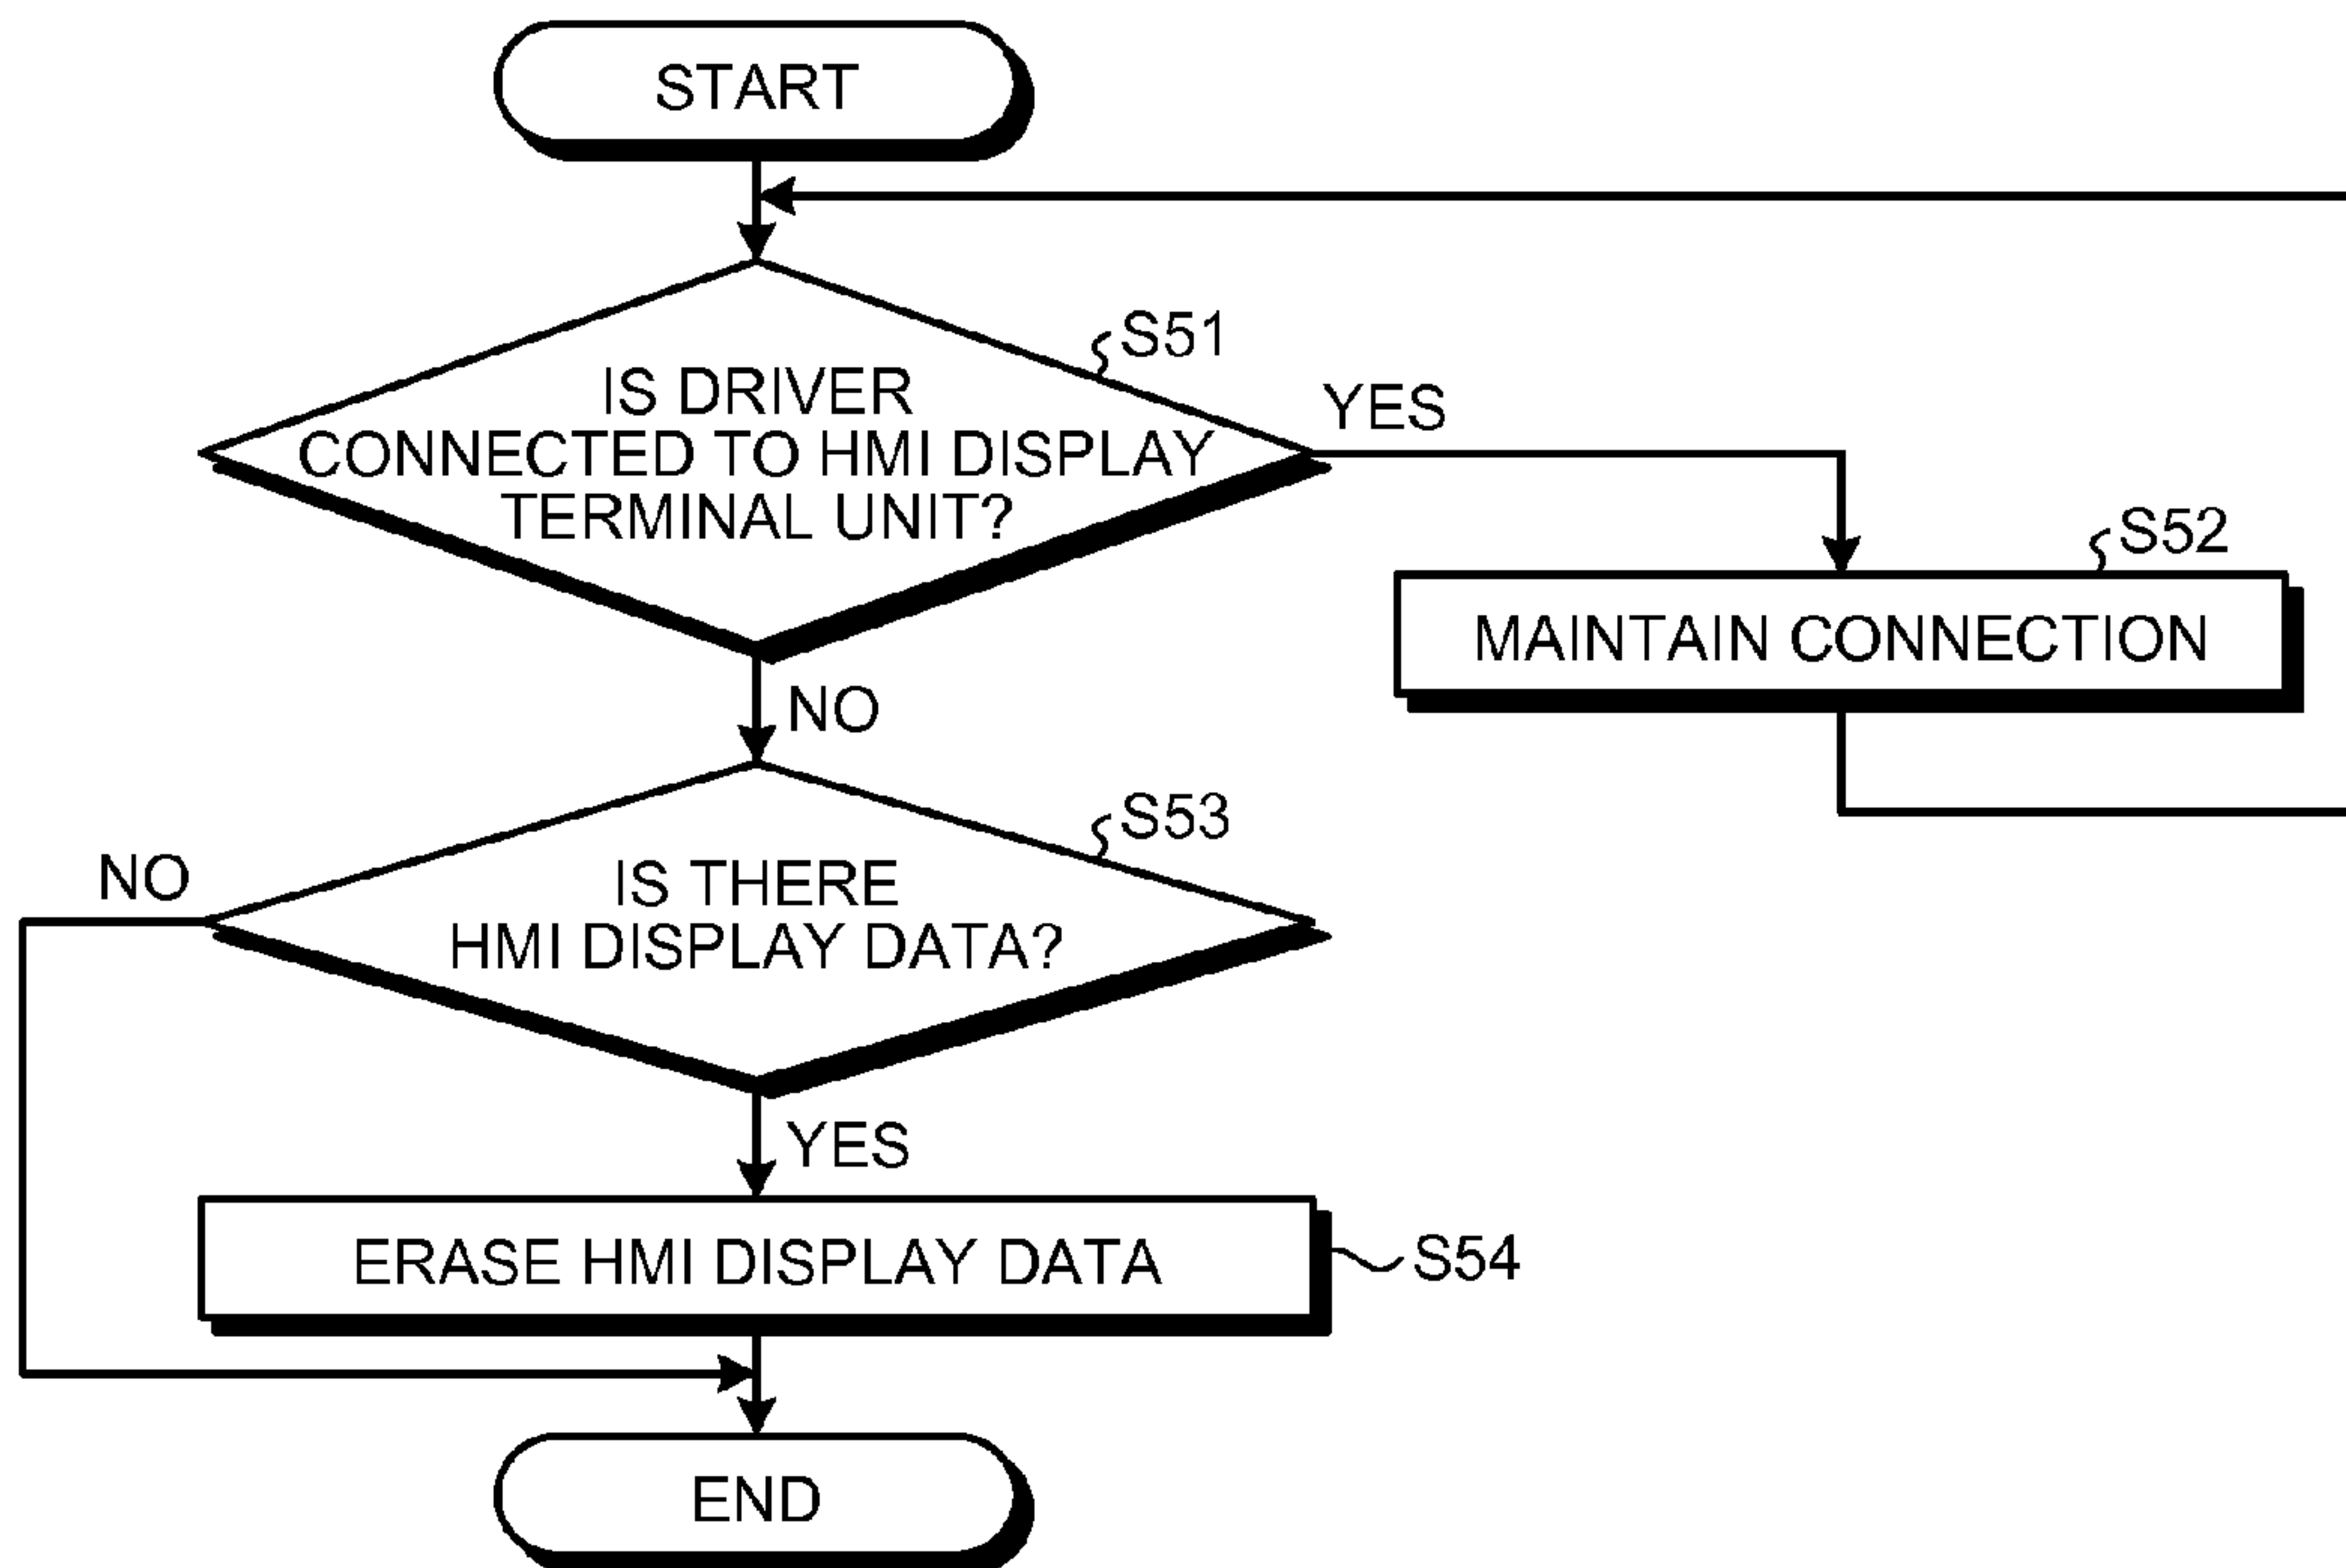 START
S51
IS DRIVER
CONNECTED TO HMI DISPLAY
TERMINAL UNIT?
YES
S52
MAINTAIN CONNECTION
NO
S53
IS THERE
HMI DISPLAY DATA?
NO
YES
ERASE HMI DISPLAY DATA
S54
END